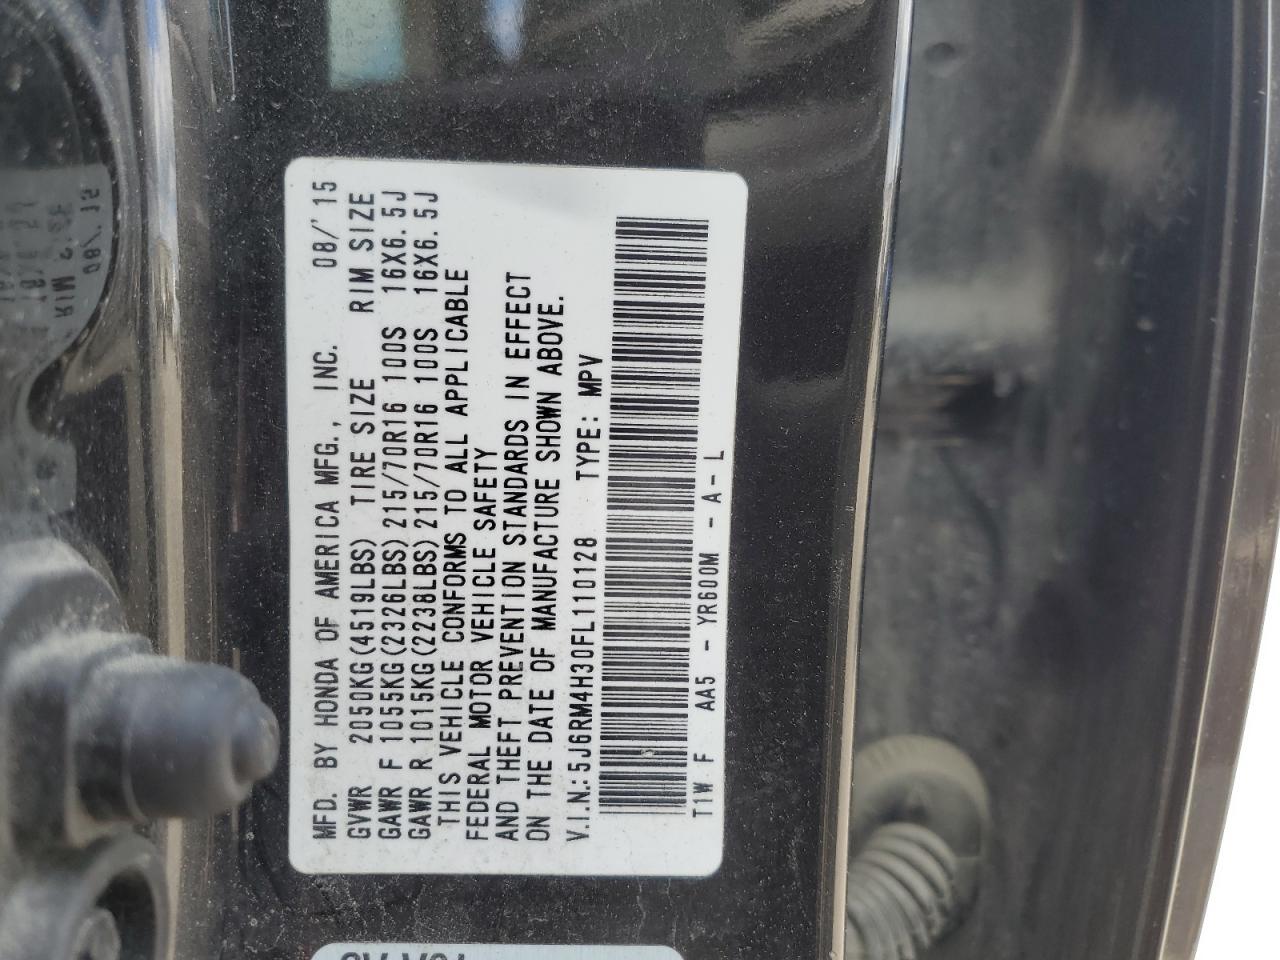 MFD. BY HONDA OF AMERICA MFG., INC. 08/'15
GVWR 2050KG(4519LBS) TIRE SIZE RIM SIZE
GAWR F 1055KG(2326LBS)215/70R16 100S 16X6.5J
GAWR R 1015KG(2238LBS)215/70R16 100S 16X6.5J
THIS VEHICLE CONFORMS TO ALL APPLICABLE
FEDERAL MOTOR VEHICLE SAFETY
AND THEFT PREVENTION STANDARDS IN EFFECT
ON THE DATE OF MANUFACTURE SHOWN ABOVE.
V.I.N.: 5J6RM4H30FL110128 TYPE: MPV
T1W F AA5 - YR600M - A - L